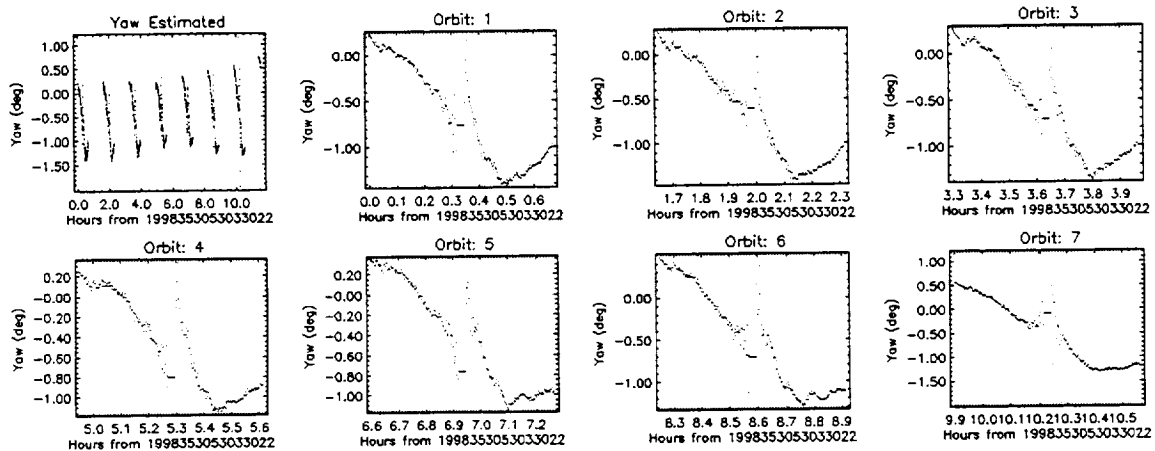 Yaw Estimated
Orbit: 1
Orbit: 2
Orbit: 3
Yaw (deg)
1.00
0.50
0.00
−0.50
−1.00
−1.50
0.0 2.0 4.0 6.0 8.0 10.0
Hours from 1998353053033022
Yaw (deg)
0.00
−0.50
−1.00
0.0 0.1 0.2 0.3 0.4 0.5 0.6
Hours from 1998353053033022
Yaw (deg)
0.00
−0.50
−1.00
1.7 1.8 1.9 2.0 2.1 2.2 2.3
Hours from 1998353053033022
Yaw (deg)
0.00
−0.50
−1.00
3.3 3.4 3.5 3.6 3.7 3.8 3.9
Hours from 1998353053033022
Orbit: 4
Orbit: 5
Orbit: 6
Orbit: 7
Yaw (deg)
0.20
−0.00
−0.20
−0.40
−0.60
−0.80
−1.00
5.0 5.1 5.2 5.3 5.4 5.5 5.6
Hours from 1998353053033022
Yaw (deg)
0.20
−0.00
−0.20
−0.40
−0.60
−0.80
−1.00
6.6 6.7 6.8 6.9 7.0 7.1 7.2
Hours from 1998353053033022
Yaw (deg)
0.00
−0.50
−1.00
8.3 8.4 8.5 8.6 8.7 8.8 8.9
Hours from 1998353053033022
Yaw (deg)
1.00
0.50
0.00
−0.50
−1.00
−1.50
9.9 10.010.110.210.310.410.5
Hours from 1998353053033022